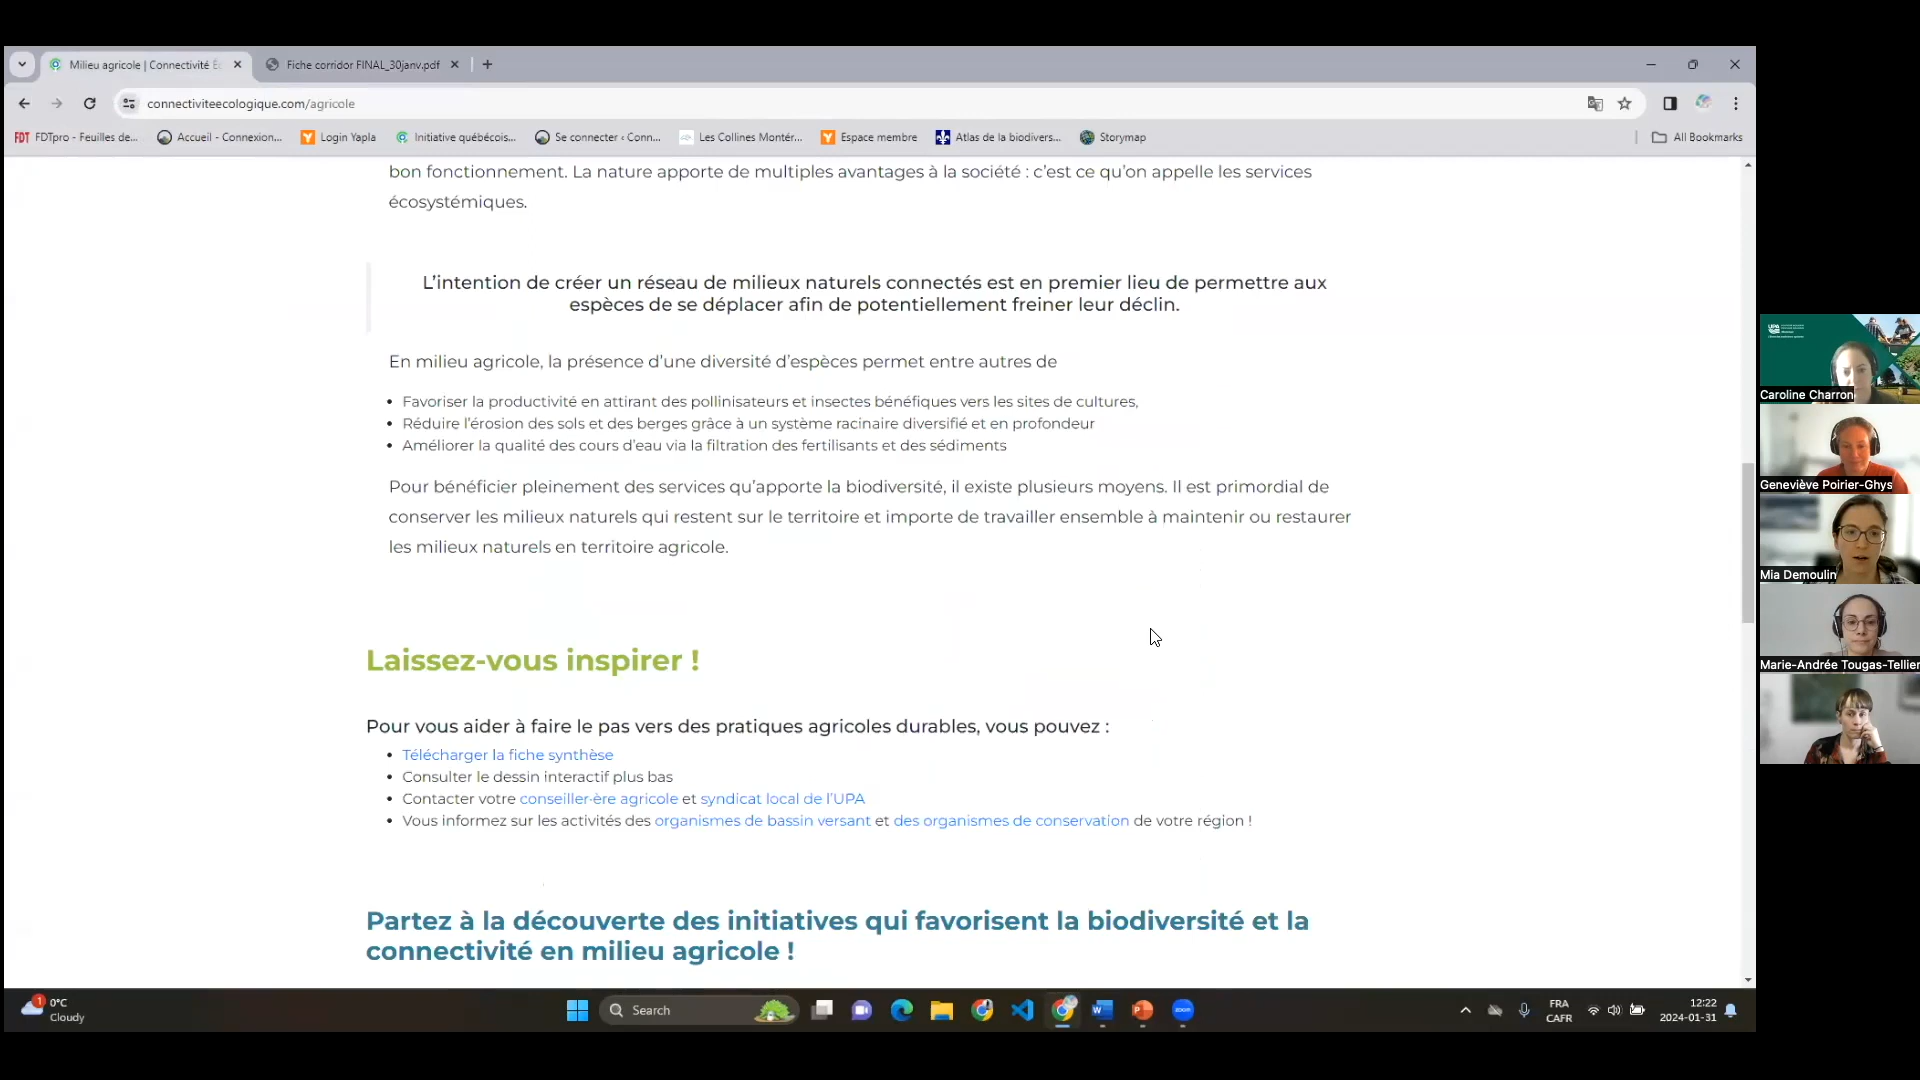 Milieu agricole | Connectivité Éc
Fiche corridor FINAL_30janv.pdf
connectiviteecologique.com/agricole
FDT FDTpro - Feuilles de...
Accueil - Connexion...
Login Yapla
Initiative québécois...
Se connecter ‹ Conn...
Les Collines Montér...
Espace membre
Atlas de la biodivers...
Storymap
All Bookmarks
bon fonctionnement. La nature apporte de multiples avantages à la société : c’est ce qu’on appelle les services
écosystémiques.
L’intention de créer un réseau de milieux naturels connectés est en premier lieu de permettre aux
espèces de se déplacer afin de potentiellement freiner leur déclin.
En milieu agricole, la présence d’une diversité d’espèces permet entre autres de
• Favoriser la productivité en attirant des pollinisateurs et insectes bénéfiques vers les sites de cultures,
• Réduire l’érosion des sols et des berges grâce à un système racinaire diversifié et en profondeur
• Améliorer la qualité des cours d’eau via la filtration des fertilisants et des sédiments
Pour bénéficier pleinement des services qu’apporte la biodiversité, il existe plusieurs moyens. Il est primordial de
conserver les milieux naturels qui restent sur le territoire et importe de travailler ensemble à maintenir ou restaurer
les milieux naturels en territoire agricole.
Laissez-vous inspirer !
Pour vous aider à faire le pas vers des pratiques agricoles durables, vous pouvez :
• Télécharger la fiche synthèse
• Consulter le dessin interactif plus bas
• Contacter votre conseiller·ère agricole et syndicat local de l’UPA
• Vous informez sur les activités des organismes de bassin versant et des organismes de conservation de votre région !
Partez à la découverte des initiatives qui favorisent la biodiversité et la
connectivité en milieu agricole !
UPA
Caroline Charron
Geneviève Poirier-Ghys
Mia Demoulin
Marie-Andrée Tougas-Tellier
1
0°C
Cloudy
Search
zoom
FRA
CAFR
12:22
2024-01-31